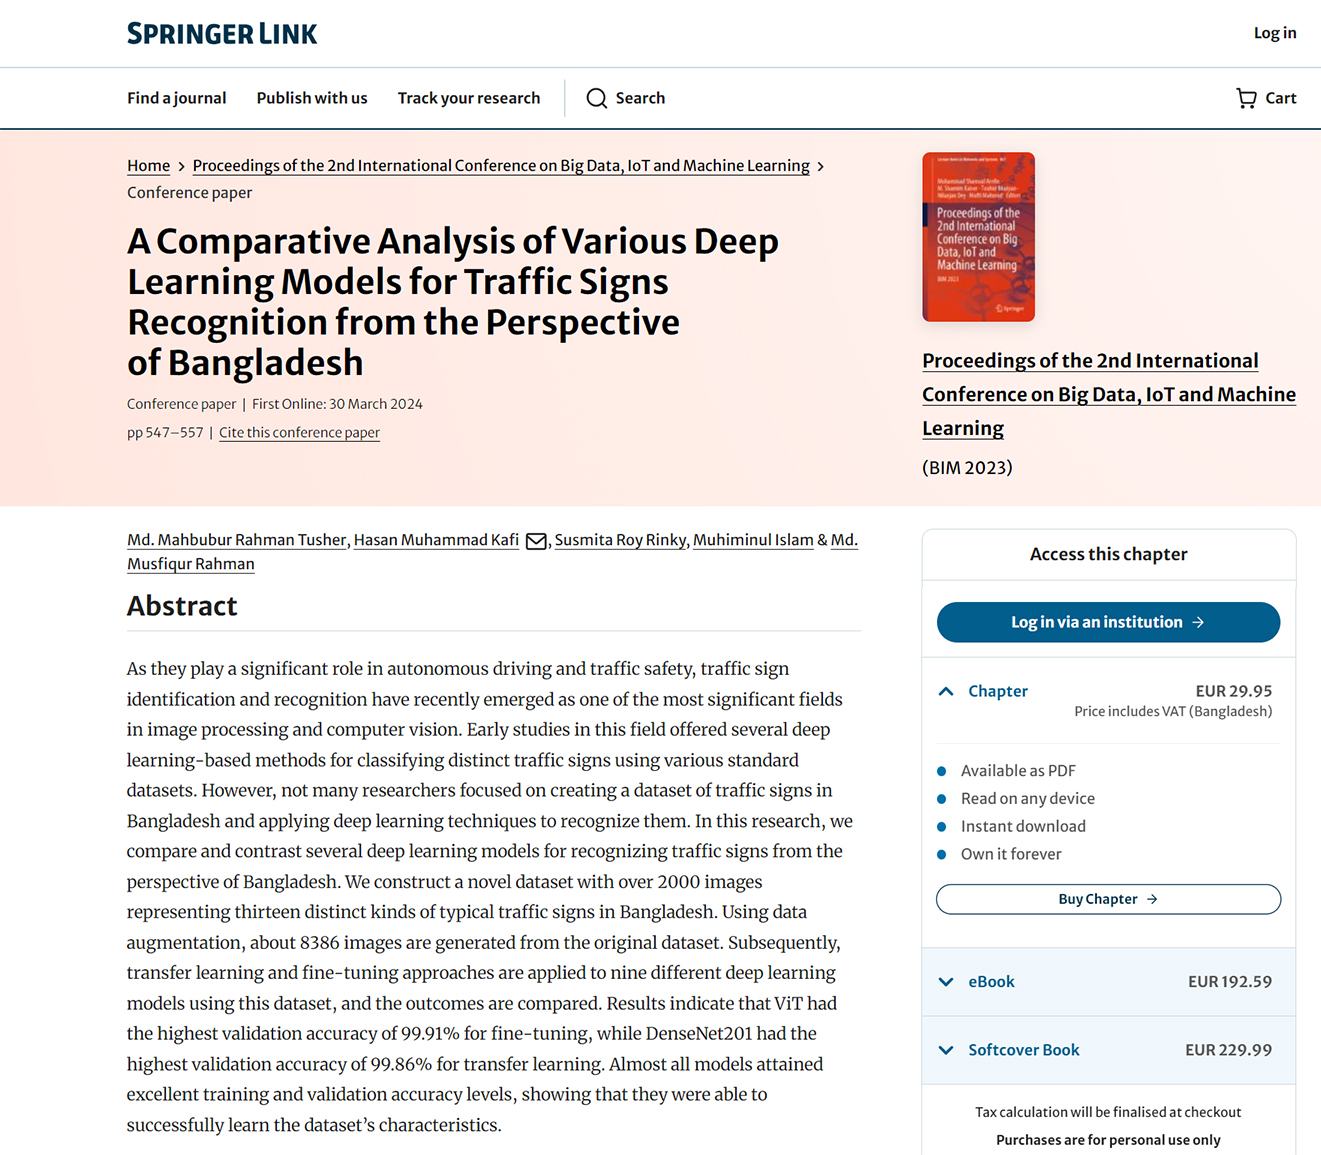 SPRINGER LINK
Log in
Find a journal
Publish with us
Track your research
Search
Cart
Home > Proceedings of the 2nd International Conference on Big Data, IoT and Machine Learning >
Conference paper
A Comparative Analysis of Various Deep
Learning Models for Traffic Signs
Recognition from the Perspective
of Bangladesh
Conference paper | First Online: 30 March 2024
pp 547–557 | Cite this conference paper
Proceedings of the
2nd International
Conference on Big
Data, IoT and
Machine Learning
BIM 2023
Springer
Proceedings of the 2nd International
Conference on Big Data, IoT and Machine
Learning
(BIM 2023)
Md. Mahbubur Rahman Tusher, Hasan Muhammad Kafi, Susmita Roy Rinky, Muhiminul Islam & Md.
Musfiqur Rahman
Abstract
As they play a significant role in autonomous driving and traffic safety, traffic sign
identification and recognition have recently emerged as one of the most significant fields
in image processing and computer vision. Early studies in this field offered several deep
learning-based methods for classifying distinct traffic signs using various standard
datasets. However, not many researchers focused on creating a dataset of traffic signs in
Bangladesh and applying deep learning techniques to recognize them. In this research, we
compare and contrast several deep learning models for recognizing traffic signs from the
perspective of Bangladesh. We construct a novel dataset with over 2000 images
representing thirteen distinct kinds of typical traffic signs in Bangladesh. Using data
augmentation, about 8386 images are generated from the original dataset. Subsequently,
transfer learning and fine-tuning approaches are applied to nine different deep learning
models using this dataset, and the outcomes are compared. Results indicate that ViT had
the highest validation accuracy of 99.91% for fine-tuning, while DenseNet201 had the
highest validation accuracy of 99.86% for transfer learning. Almost all models attained
excellent training and validation accuracy levels, showing that they were able to
successfully learn the dataset’s characteristics.
Access this chapter
Log in via an institution →
Chapter
EUR 29.95
Price includes VAT (Bangladesh)
Available as PDF
Read on any device
Instant download
Own it forever
Buy Chapter →
eBook
EUR 192.59
Softcover Book
EUR 229.99
Tax calculation will be finalised at checkout
Purchases are for personal use only